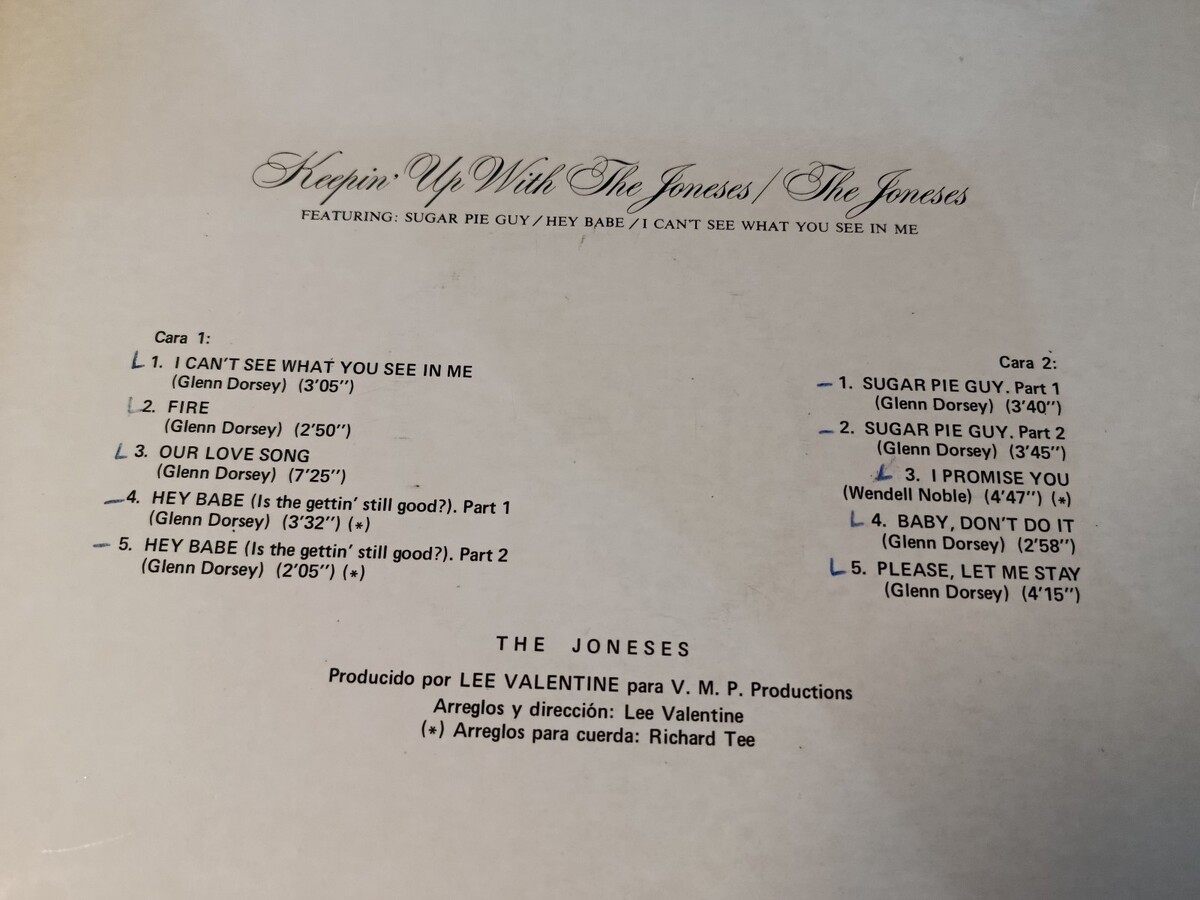 Keepin' Up With The Joneses / The Joneses
FEATURING: SUGAR PIE GUY / HEY BABE / I CAN'T SEE WHAT YOU SEE IN ME
Cara 1:
L 1. I CAN'T SEE WHAT YOU SEE IN ME
(Glenn Dorsey) (3'05'')
L 2. FIRE
(Glenn Dorsey) (2'50'')
L 3. OUR LOVE SONG
(Glenn Dorsey) (7'25'')
– 4. HEY BABE (Is the gettin' still good?). Part 1
(Glenn Dorsey) (3'32'') (*)
– 5. HEY BABE (Is the gettin' still good?). Part 2
(Glenn Dorsey) (2'05'') (*)
Cara 2:
– 1. SUGAR PIE GUY. Part 1
(Glenn Dorsey) (3'40'')
– 2. SUGAR PIE GUY. Part 2
(Glenn Dorsey) (3'45'')
L 3. I PROMISE YOU
(Wendell Noble) (4'47'') (*)
L 4. BABY, DON'T DO IT
(Glenn Dorsey) (2'58'')
L 5. PLEASE, LET ME STAY
(Glenn Dorsey) (4'15'')
THE JONESES
Producido por LEE VALENTINE para V. M. P. Productions
Arreglos y dirección: Lee Valentine
(*) Arreglos para cuerda: Richard Tee